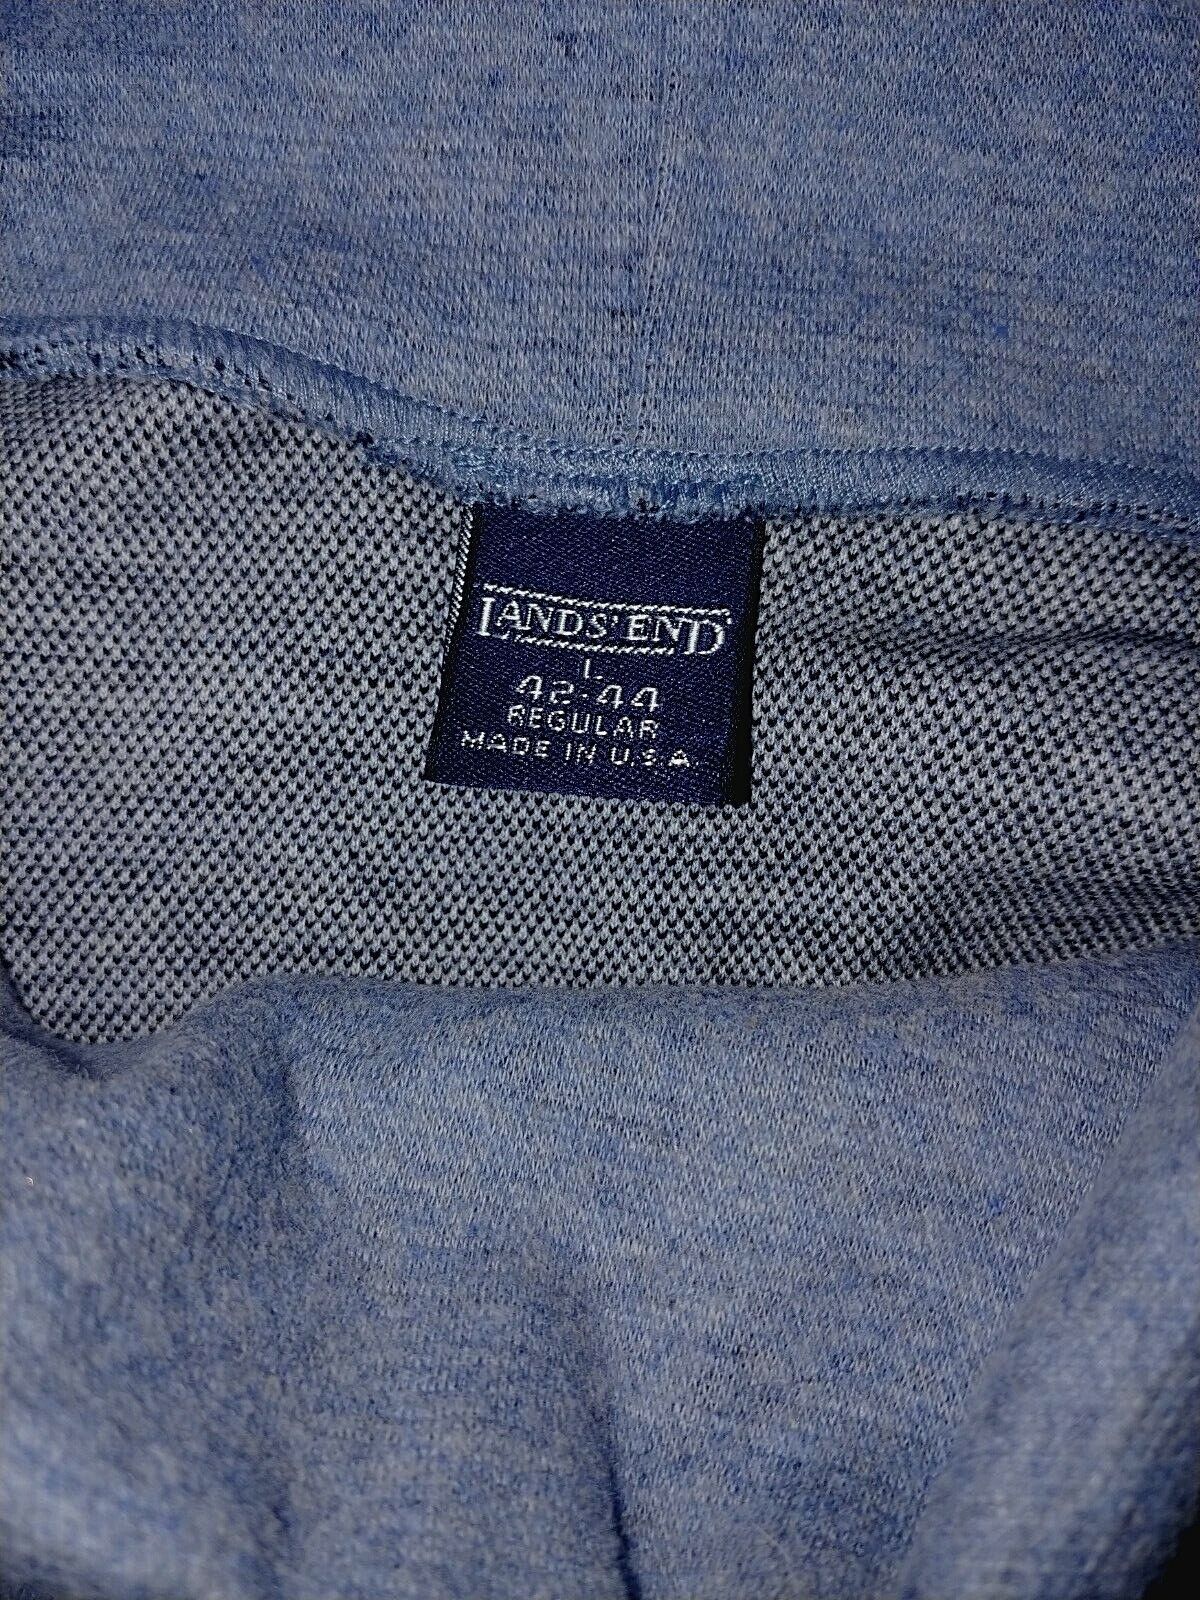 LANDS' END
L
42-44
REGULAR
MADE IN U.S.A